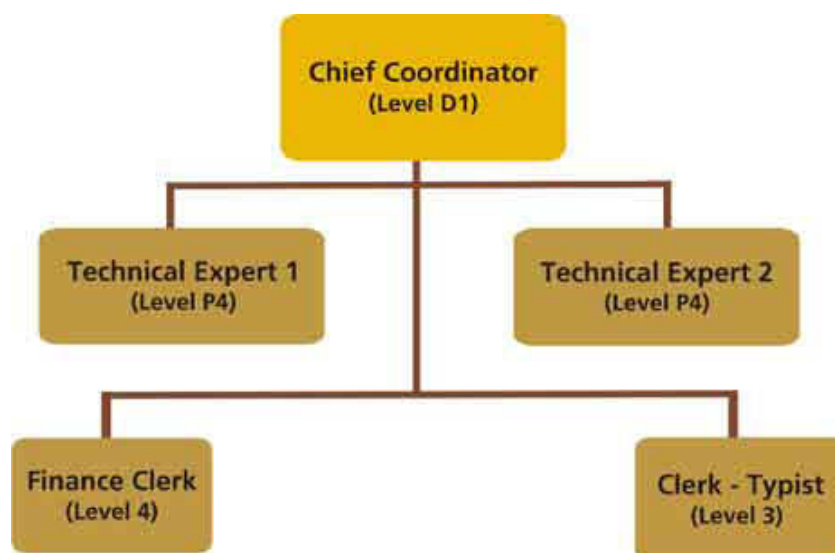 Chief Coordinator
(Level D1)
Technical Expert 1
(Level P4)
Technical Expert 2
(Level P4)
Finance Clerk
(Level 4)
Clerk - Typist
(Level 3)